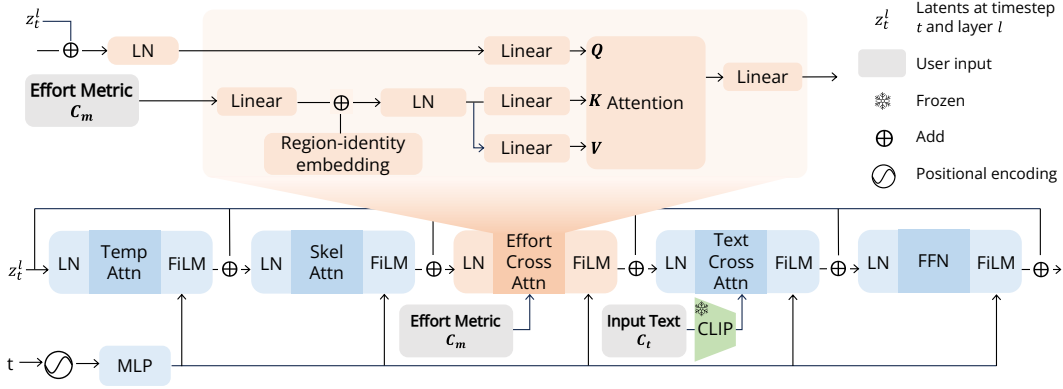 z_t^l
LN
Linear
Q
Effort Metric
C_m
Linear
LN
Linear
K
Attention
Linear
Region-identity
embedding
Linear
V
z_t^l
Latents at timestep
t and layer l
User input
Frozen
Add
Positional encoding
z_t^l
LN
Temp
Attn
FiLM
LN
Skel
Attn
FiLM
LN
Effort
Cross
Attn
FiLM
LN
Text
Cross
Attn
FiLM
LN
FFN
FiLM
Effort Metric
C_m
Input Text
C_t
CLIP
t
MLP